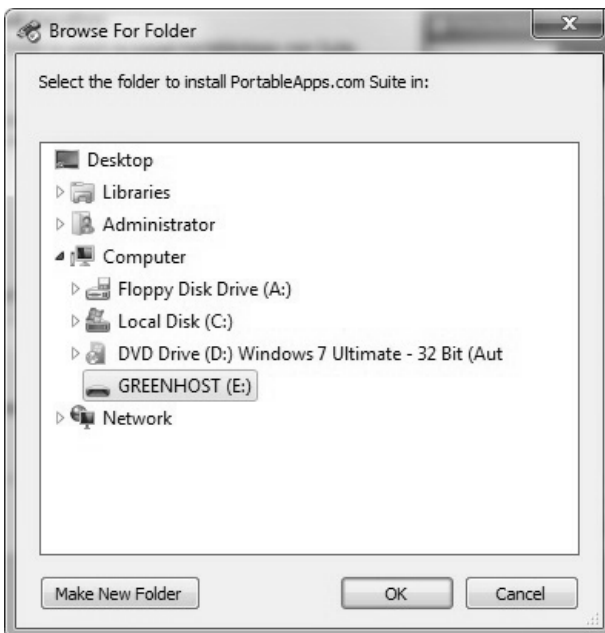 Browse For Folder
Select the folder to install PortableApps.com Suite in:
Desktop
Libraries
Administrator
Computer
Floppy Disk Drive (A:)
Local Disk (C:)
DVD Drive (D:) Windows 7 Ultimate - 32 Bit (Aut
GREENHOST (E:)
Network
Make New Folder
OK
Cancel